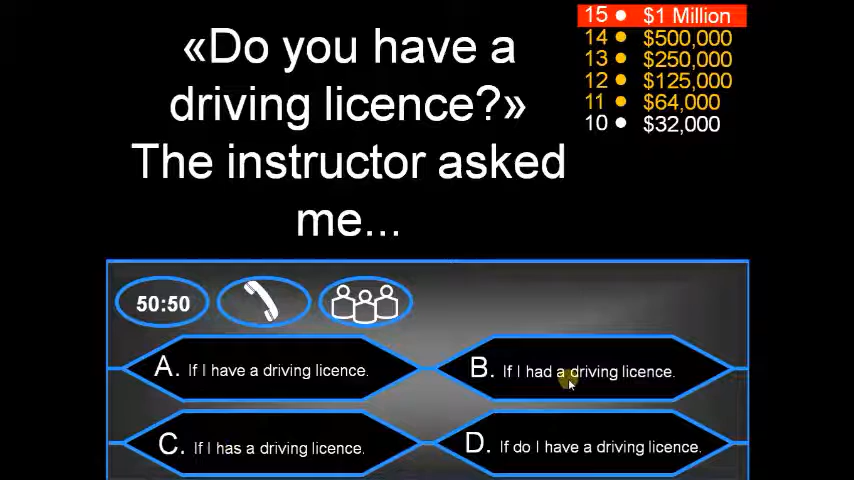 «Do you have a
driving licence?»
The instructor asked
me...
15 ● $1 Million
14 ● $500,000
13 ● $250,000
12 ● $125,000
11 ● $64,000
10 ● $32,000
50:50
A. If I have a driving licence.
B. If I had a driving licence.
C. If I has a driving licence.
D. If do I have a driving licence.